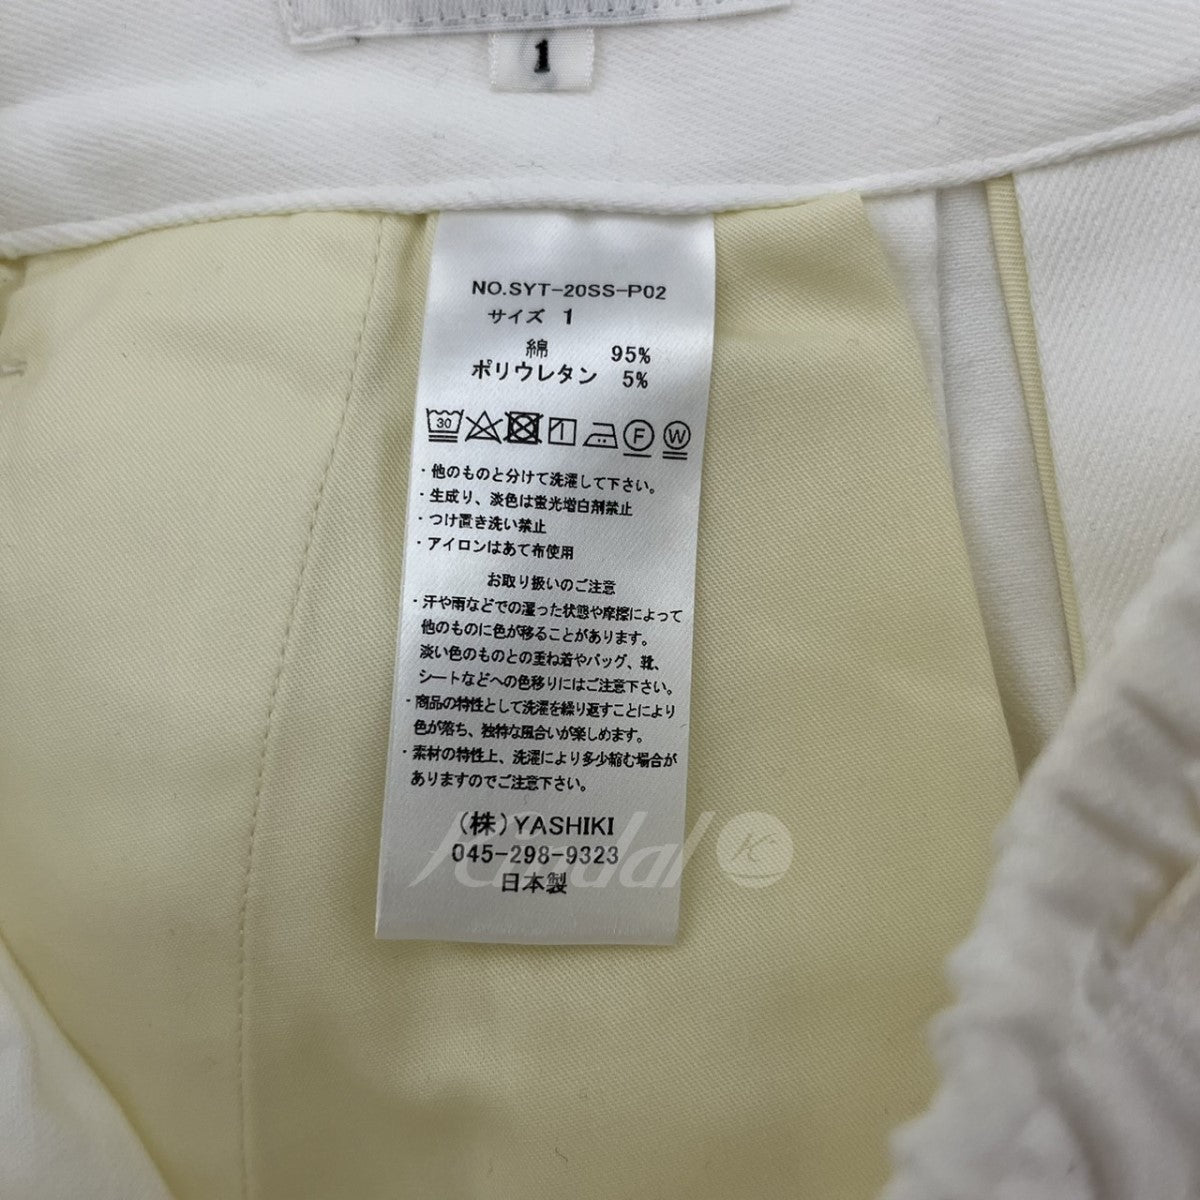 1
NO.SYT-20SS-P02
サイズ 1
綿 95%
ポリウレタン 5%
30
F W
・他のものと分けて洗濯して下さい。
・生成り、淡色は蛍光増白剤禁止
・つけ置き洗い禁止
・アイロンはあて布使用
お取り扱いのご注意
・汗や雨などでの湿った状態や摩擦によって
他のものに色が移ることがあります。
淡い色のものとの重ね着やバッグ、靴、
シートなどへの色移りにはご注意下さい。
・商品の特性として洗濯を繰り返すことにより
色が落ち、独特な風合いが楽しめます。
・素材の特性上、洗濯により多少縮む場合が
ありますのでご注意下さい。
(株)YASHIKI
045-298-9323
日本製
Kindal K